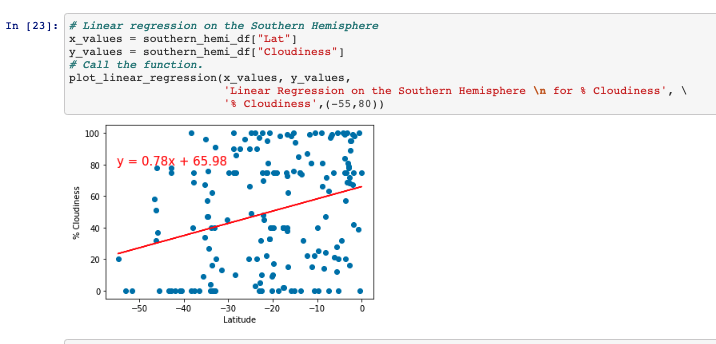 In [23]: # Linear regression on the Southern Hemisphere
x_values = southern_hemi_df["Lat"]
y_values = southern_hemi_df["Cloudiness"]
# Call the function.
plot_linear_regression(x_values, y_values,
'Linear Regression on the Southern Hemisphere \n for % Cloudiness', \
'% Cloudiness',(-55,80))
y = 0.78x + 65.98
% Cloudiness
100
80
60
40
20
0
−50 −40 −30 −20 −10 0
Latitude